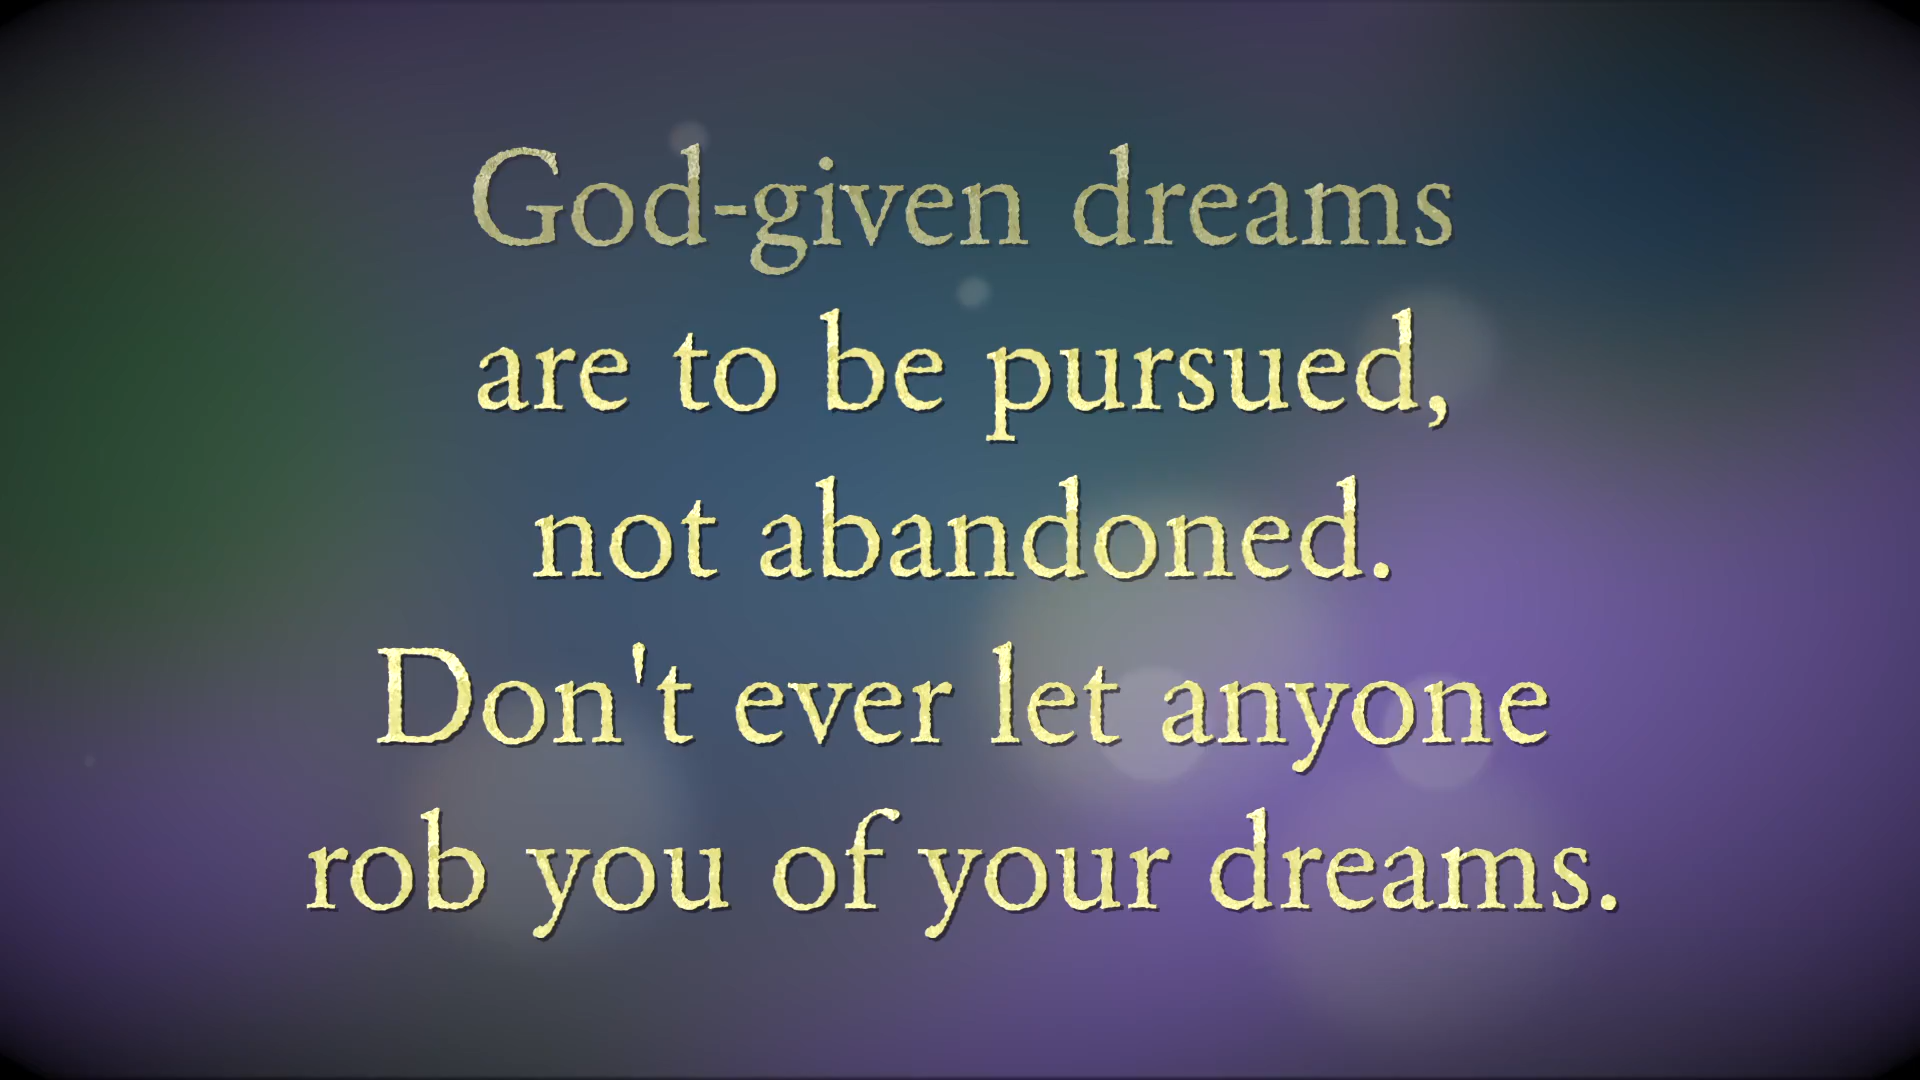 God-given dreams
are to be pursued,
not abandoned.
Don't ever let anyone
rob you of your dreams.